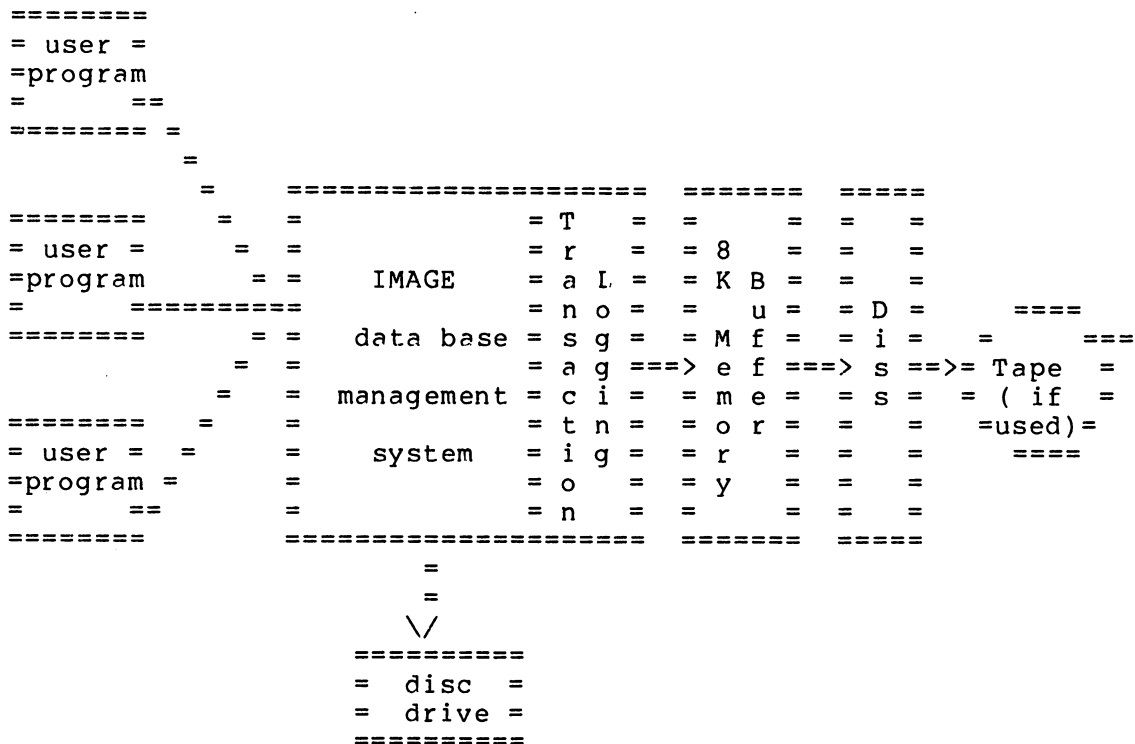 user
program
user
program
user
program
IMAGE
data base
management
system
Transaction
Logging
8K Memory
Buffer
Diss
Tape
( if
used)
disc
drive